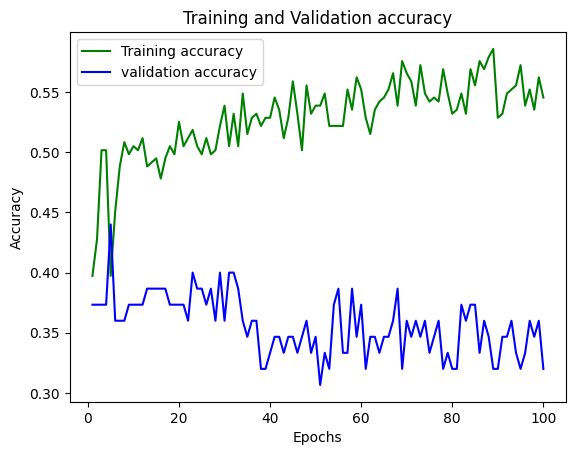 Training and Validation accuracy
Training accuracy
validation accuracy
0.55
0.50
0.45
0.40
0.35
0.30
Accuracy
0
20
40
60
80
100
Epochs